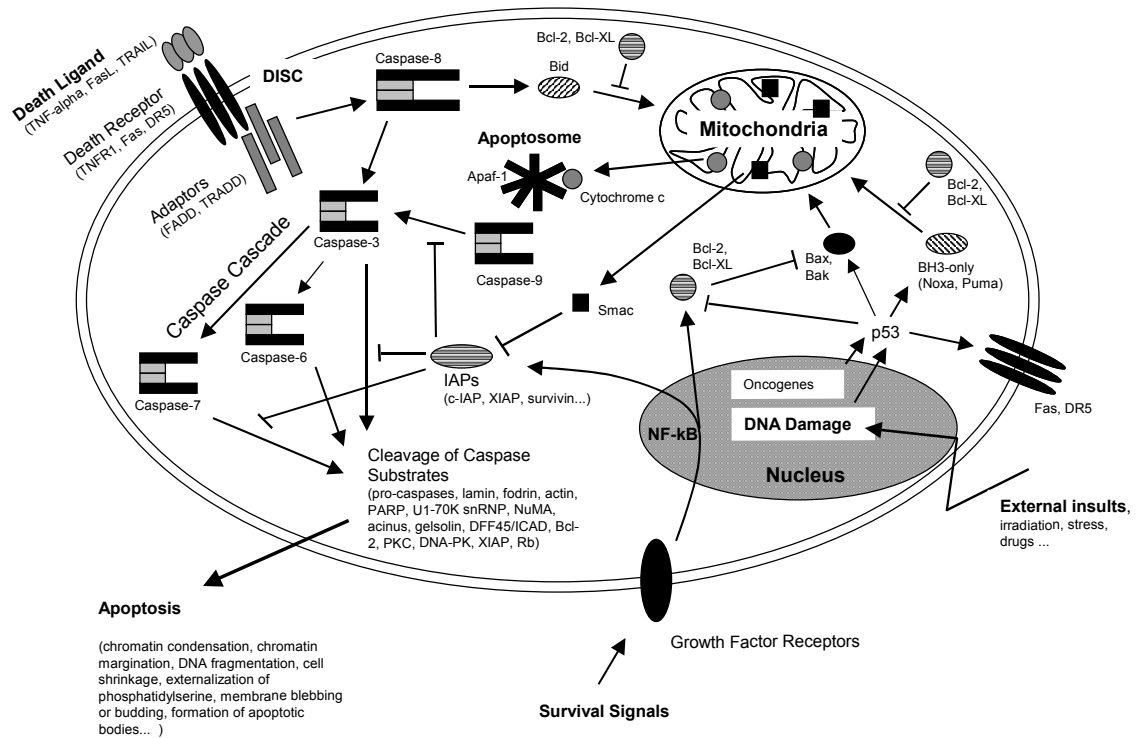 Death Ligand
(TNF-alpha, FasL, TRAIL)
Death Receptor
(TNFR1, Fas, DR5)
Adaptors
(FADD, TRADD)
DISC
Caspase-8
Bcl-2, Bcl-XL
Bid
Mitochondria
Apoptosome
Apaf-1
Cytochrome c
Bcl-2,
Bcl-XL
Caspase-3
Caspase Cascade
Caspase-9
Bcl-2,
Bcl-XL
Bax,
Bak
BH3-only
(Noxa, Puma)
Smac
p53
Caspase-6
Caspase-7
IAPs
(c-IAP, XIAP, survivin...)
Oncogenes
DNA Damage
NF-kB
Nucleus
Fas, DR5
Cleavage of Caspase
Substrates
(pro-caspases, lamin, fodrin, actin,
PARP, U1-70K snRNP, NuMA,
acinus, gelsolin, DFF45/ICAD, Bcl-
2, PKC, DNA-PK, XIAP, Rb)
External insults,
irradiation, stress,
drugs ...
Apoptosis
(chromatin condensation, chromatin
margination, DNA fragmentation, cell
shrinkage, externalization of
phosphatidylserine, membrane blebbing
or budding, formation of apoptotic
bodies... )
Growth Factor Receptors
Survival Signals